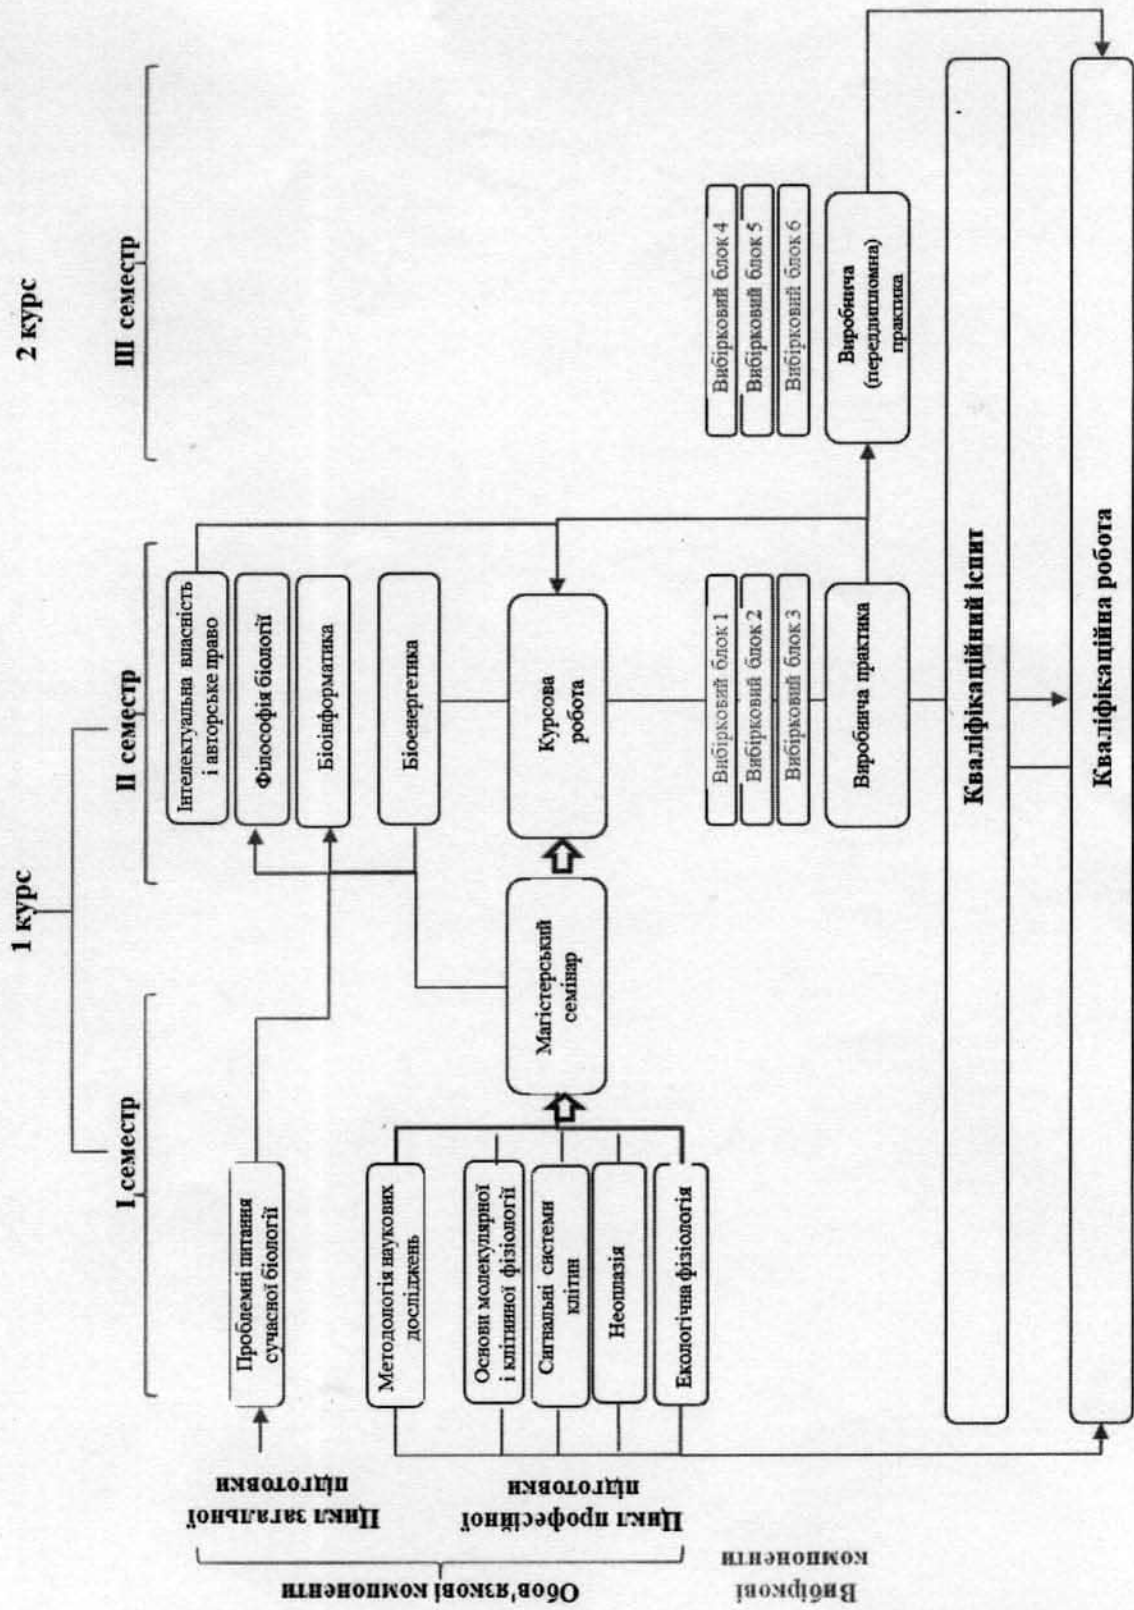 1 курс
2 курс
I семестр
II семестр
III семестр
Обов'язкові компоненти
Цикл загальної
підготовки
Проблемні питання
сучасної біології
Інтелектуальна власність
і авторське право
Філософія біології
Біоінформатика
Цикл професійної
підготовки
Методологія наукових
досліджень
Основи молекулярної
і клітинної фізіології
Сигнальні системи
клітин
Неоплазія
Екологічна фізіологія
Магістерський
семінар
Біоенергетика
Курсова
робота
Вибіркові
компоненти
Вибірковий блок 1
Вибірковий блок 2
Вибірковий блок 3
Вибірковий блок 4
Вибірковий блок 5
Вибірковий блок 6
Виробнича практика
Виробнича
(переддипломна)
практика
Кваліфікаційний іспит
Кваліфікаційна робота